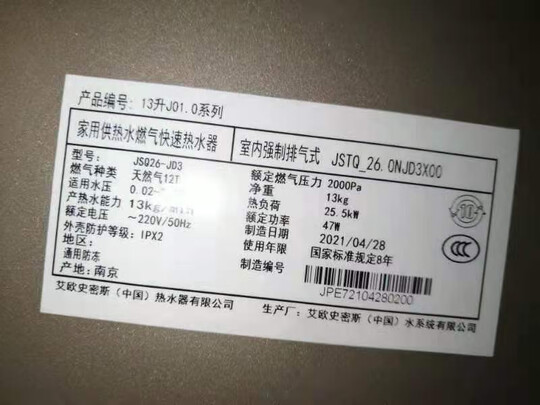 产品编号: 13升J01.0系列
家用供热水燃气快速热水器
室内强制排气式 JSTQ_26.0NJD3X00
型号: JSQ26-JD3
燃气种类 天然气12T
适用水压 0.02-
产热水能力 13kg/min
额定电压 ~220V/50Hz
外壳防护等级: IPX2
地区:
通用防冻
产地: 南京
额定燃气压力 2000Pa
净重 13kg
热负荷 25.5kw
额定功率 47W
制造日期 2021/04/28
使用年限 国家标准规定8年
制造编号
JPE72104280200
10
CCC
艾欧史密斯（中国）热水器有限公司
生产厂: 艾欧史密斯（中国）水系统有限公司